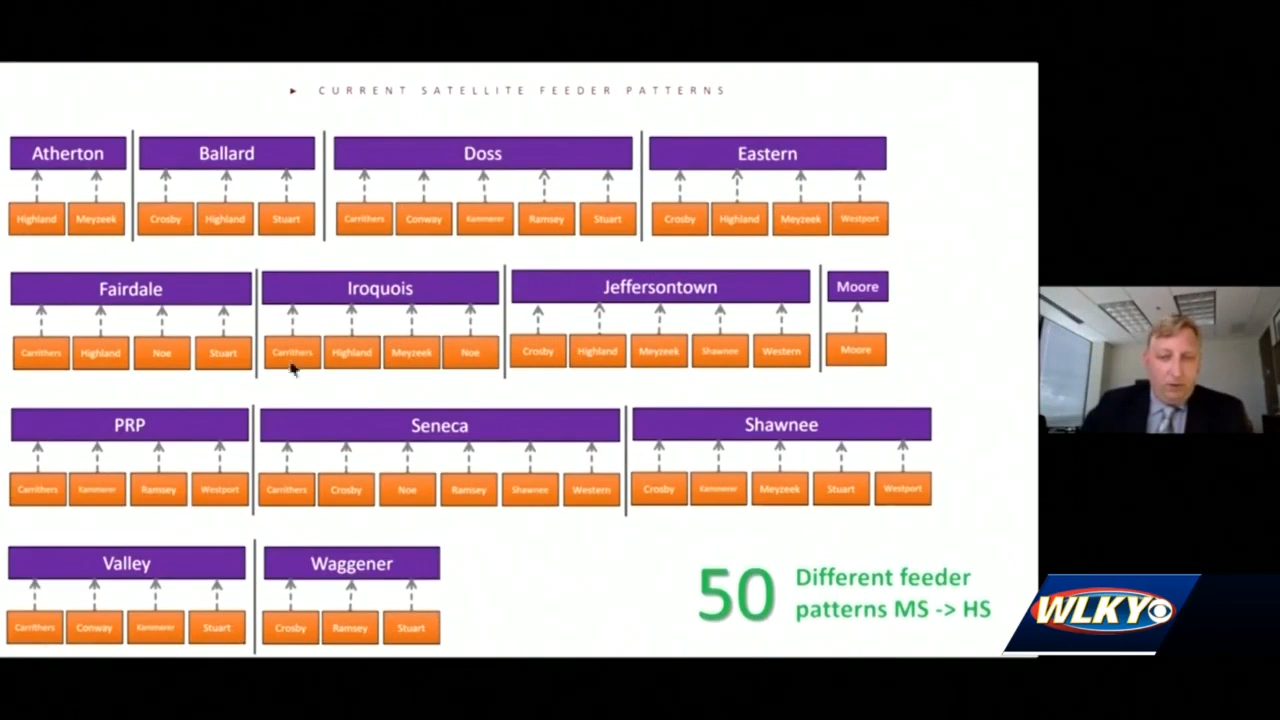 ► CURRENT SATELLITE FEEDER PATTERNS
Atherton Ballard Doss Eastern
Highland Meyzeek Crosby Highland Stuart Carrithers Conway Kammerer Ramsey Stuart Crosby Highland Meyzeek Westport
Fairdale Iroquois Jeffersontown Moore
Carrithers Highland Noe Stuart Carrithers Highland Meyzeek Noe Crosby Highland Meyzeek Shawnee Western Moore
PRP Seneca Shawnee
Carrithers Kammerer Ramsey Westport Carrithers Crosby Noe Ramsey Shawnee Western Crosby Kammerer Meyzeek Stuart Westport
Valley Waggener
Carrithers Conway Kammerer Stuart Crosby Ramsey Stuart
50 Different feeder
patterns MS -> HS
WLKY